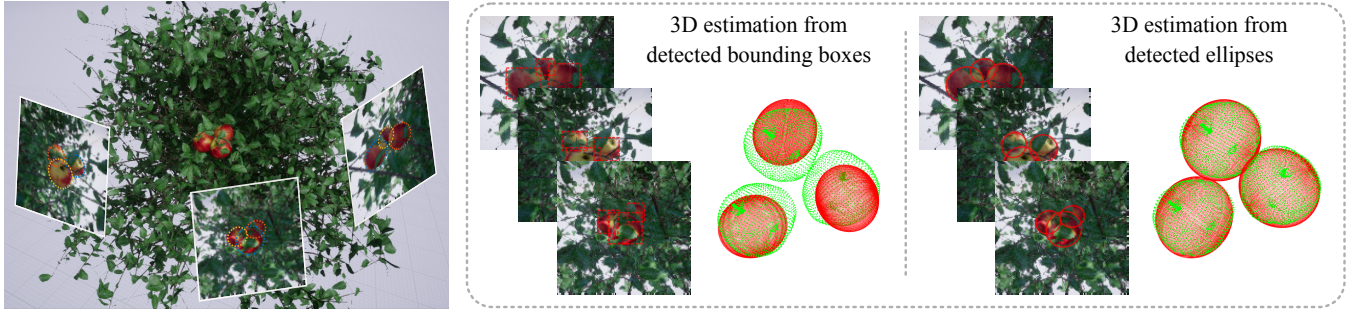 3D estimation from
detected bounding boxes
3D estimation from
detected ellipses